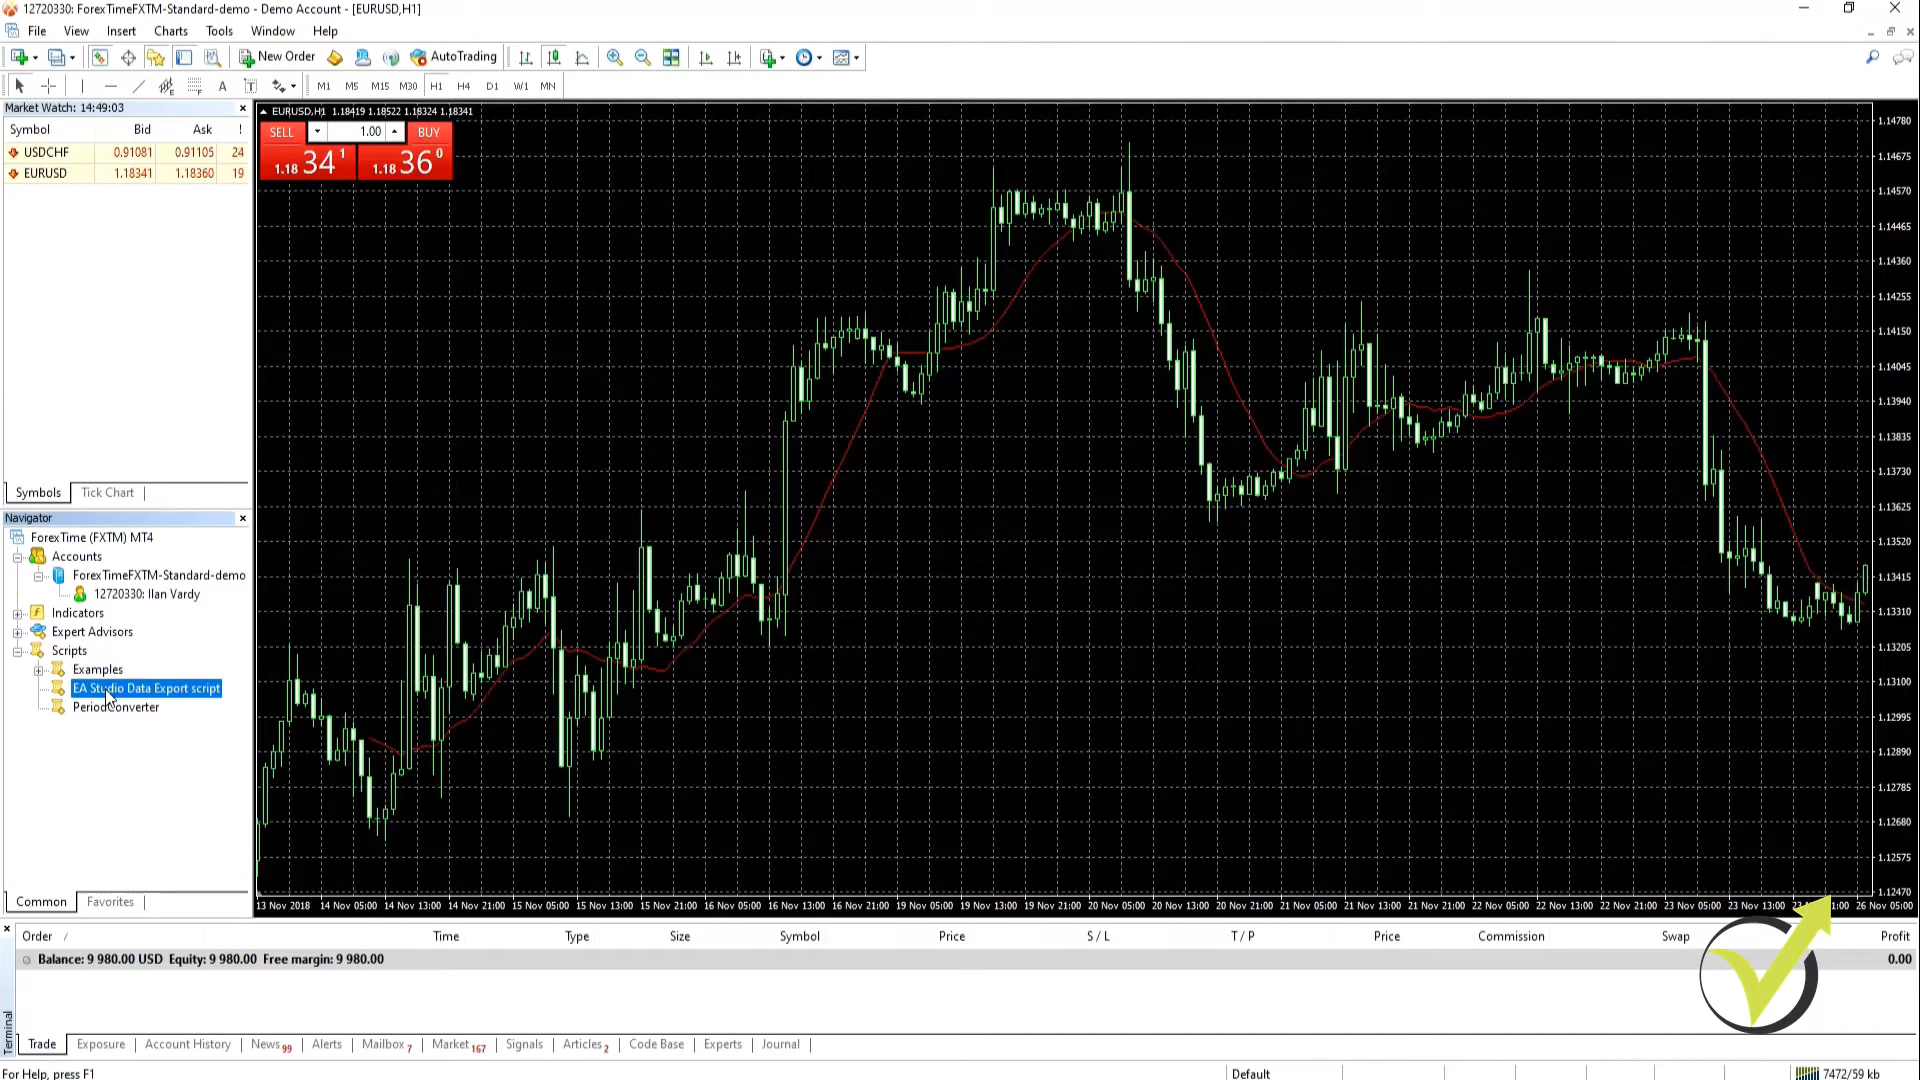 12720330: ForexTimeFXTM-Standard-demo - Demo Account - [EURUSD,H1]
File View Insert Charts Tools Window Help
New Order AutoTrading
A T M1 M5 M15 M30 H1 H4 D1 W1 MN
Market Watch: 14:49:03
Symbol Bid Ask !
USDCHF 0.91081 0.91105 24
EURUSD 1.18341 1.18360 19
Symbols Tick Chart
Navigator
ForexTime (FXTM) MT4
Accounts
ForexTimeFXTM-Standard-demo
12720330: Ilan Vardy
Indicators
Expert Advisors
Scripts
Examples
EA Studio Data Export script
PeriodConverter
Common Favorites
EURUSD,H1 1.18419 1.18522 1.18324 1.18341
SELL 1.00 BUY
1.18 34 1 1.18 36 0
1.14780
1.14675
1.14570
1.14465
1.14360
1.14255
1.14150
1.14045
1.13940
1.13835
1.13730
1.13625
1.13520
1.13415
1.13310
1.13205
1.13100
1.12995
1.12890
1.12785
1.12680
1.12575
1.12470
13 Nov 2018 14 Nov 05:00 14 Nov 13:00 14 Nov 21:00 15 Nov 05:00 15 Nov 13:00 15 Nov 21:00 16 Nov 05:00 16 Nov 13:00 16 Nov 21:00 19 Nov 05:00 19 Nov 13:00 19 Nov 21:00 20 Nov 05:00 20 Nov 13:00 20 Nov 21:00 21 Nov 05:00 21 Nov 13:00 21 Nov 21:00 22 Nov 05:00 22 Nov 13:00 22 Nov 21:00 23 Nov 05:00 23 Nov 13:00 26 Nov 05:00
Order / Time Type Size Symbol Price S / L T / P Price Commission Swap Profit
Balance: 9 980.00 USD Equity: 9 980.00 Free margin: 9 980.00 0.00
Terminal
Trade Exposure Account History News 99 Alerts Mailbox 7 Market 167 Signals Articles 2 Code Base Experts Journal
For Help, press F1 Default 7472/59 kb